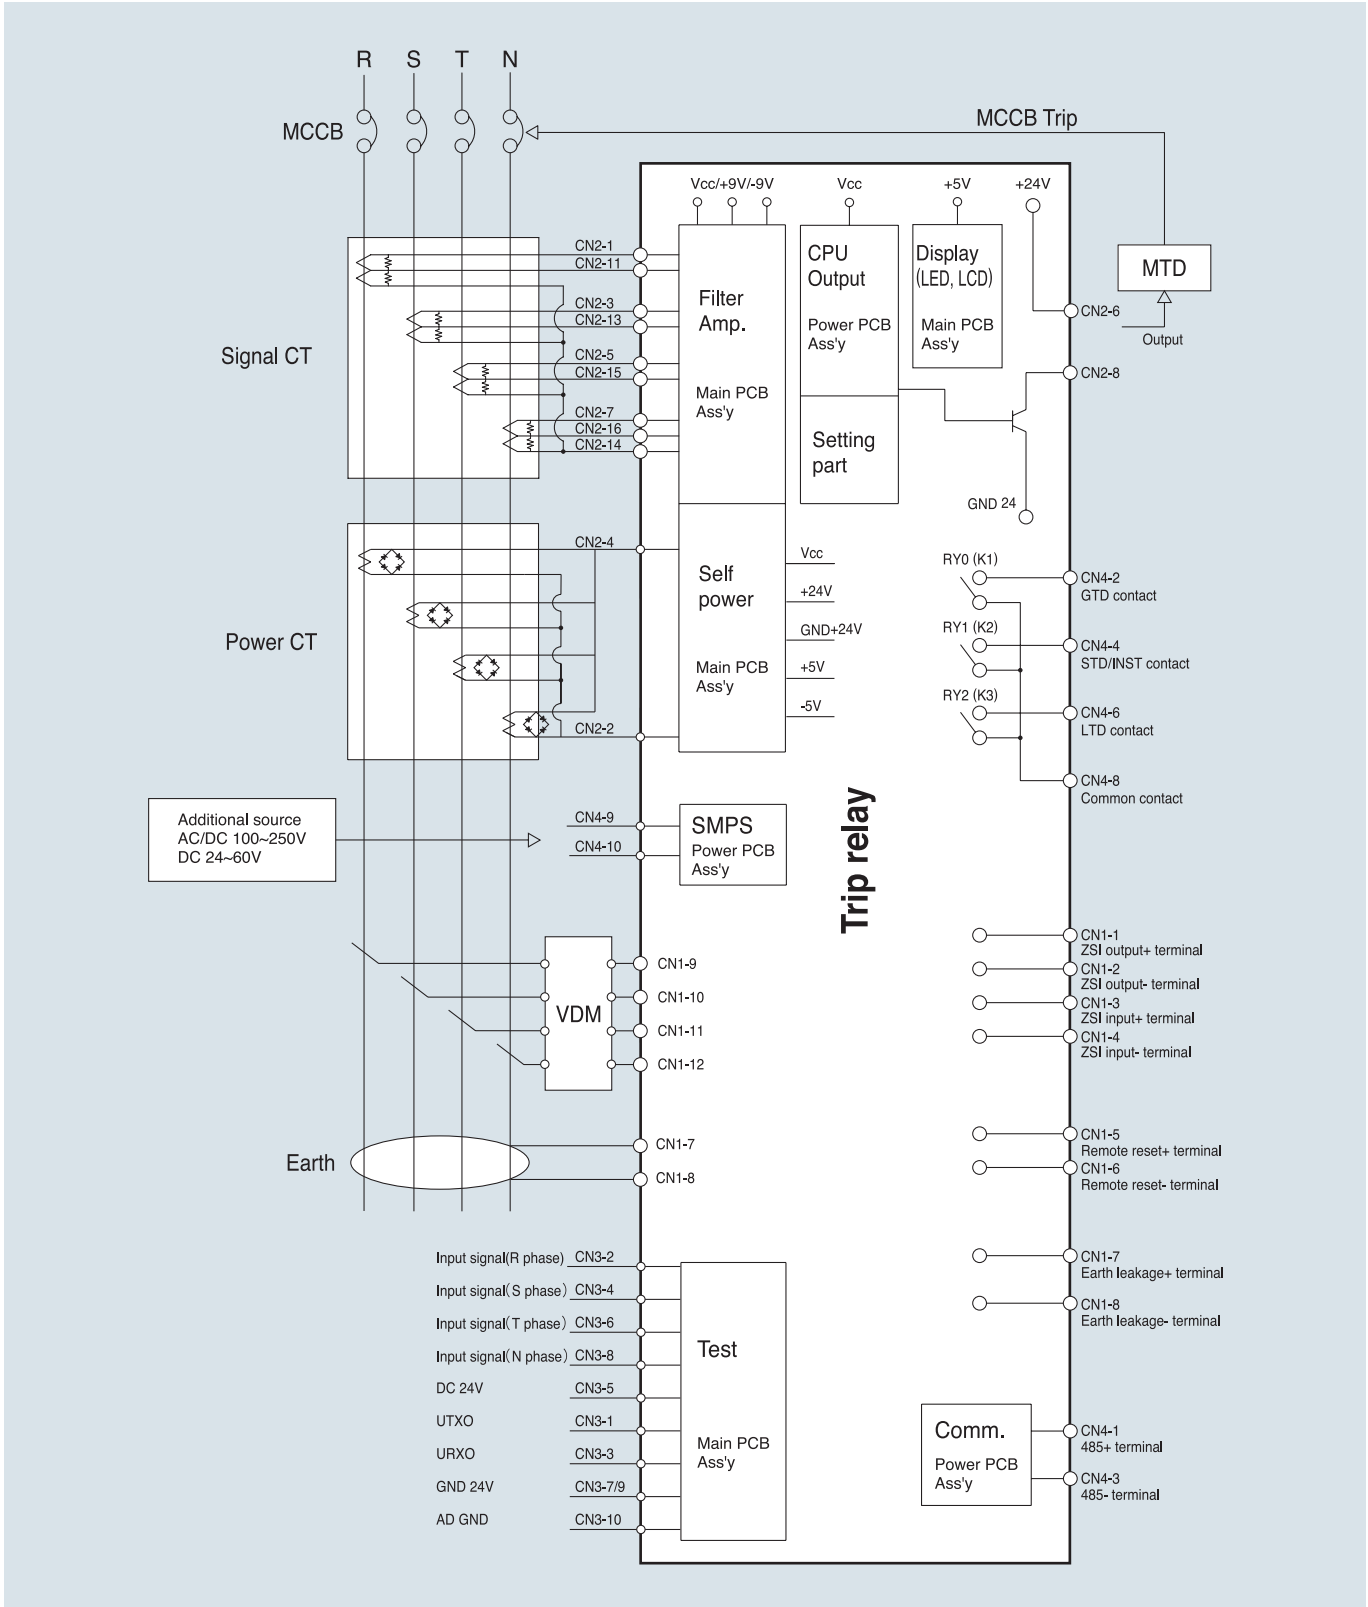 R S T N
MCCB
MCCB Trip
Vcc/+9V/-9V
Vcc
+5V
+24V
CN2-1
CN2-11
CN2-3
CN2-13
CN2-5
CN2-15
CN2-7
CN2-16
CN2-14
Signal CT
Filter
Amp.
Main PCB
Ass'y
CPU
Output
Power PCB
Ass'y
Setting
part
Display
(LED, LCD)
Main PCB
Ass'y
MTD
Output
CN2-6
CN2-8
GND 24
Power CT
CN2-4
CN2-2
Self
power
Main PCB
Ass'y
Vcc
+24V
GND+24V
+5V
-5V
RY0 (K1)
CN4-2
GTD contact
RY1 (K2)
CN4-4
STD/INST contact
RY2 (K3)
CN4-6
LTD contact
CN4-8
Common contact
Additional source
AC/DC 100~250V
DC 24~60V
CN4-9
CN4-10
SMPS
Power PCB
Ass'y
Trip relay
VDM
CN1-9
CN1-10
CN1-11
CN1-12
CN1-1
ZSI output+ terminal
CN1-2
ZSI output- terminal
CN1-3
ZSI input+ terminal
CN1-4
ZSI input- terminal
Earth
CN1-7
CN1-8
CN1-5
Remote reset+ terminal
CN1-6
Remote reset- terminal
CN1-7
Earth leakage+ terminal
CN1-8
Earth leakage- terminal
Input signal(R phase) CN3-2
Input signal(S phase) CN3-4
Input signal(T phase) CN3-6
Input signal(N phase) CN3-8
DC 24V CN3-5
UTXO CN3-1
URXO CN3-3
GND 24V CN3-7/9
AD GND CN3-10
Test
Main PCB
Ass'y
Comm.
Power PCB
Ass'y
CN4-1
485+ terminal
CN4-3
485- terminal